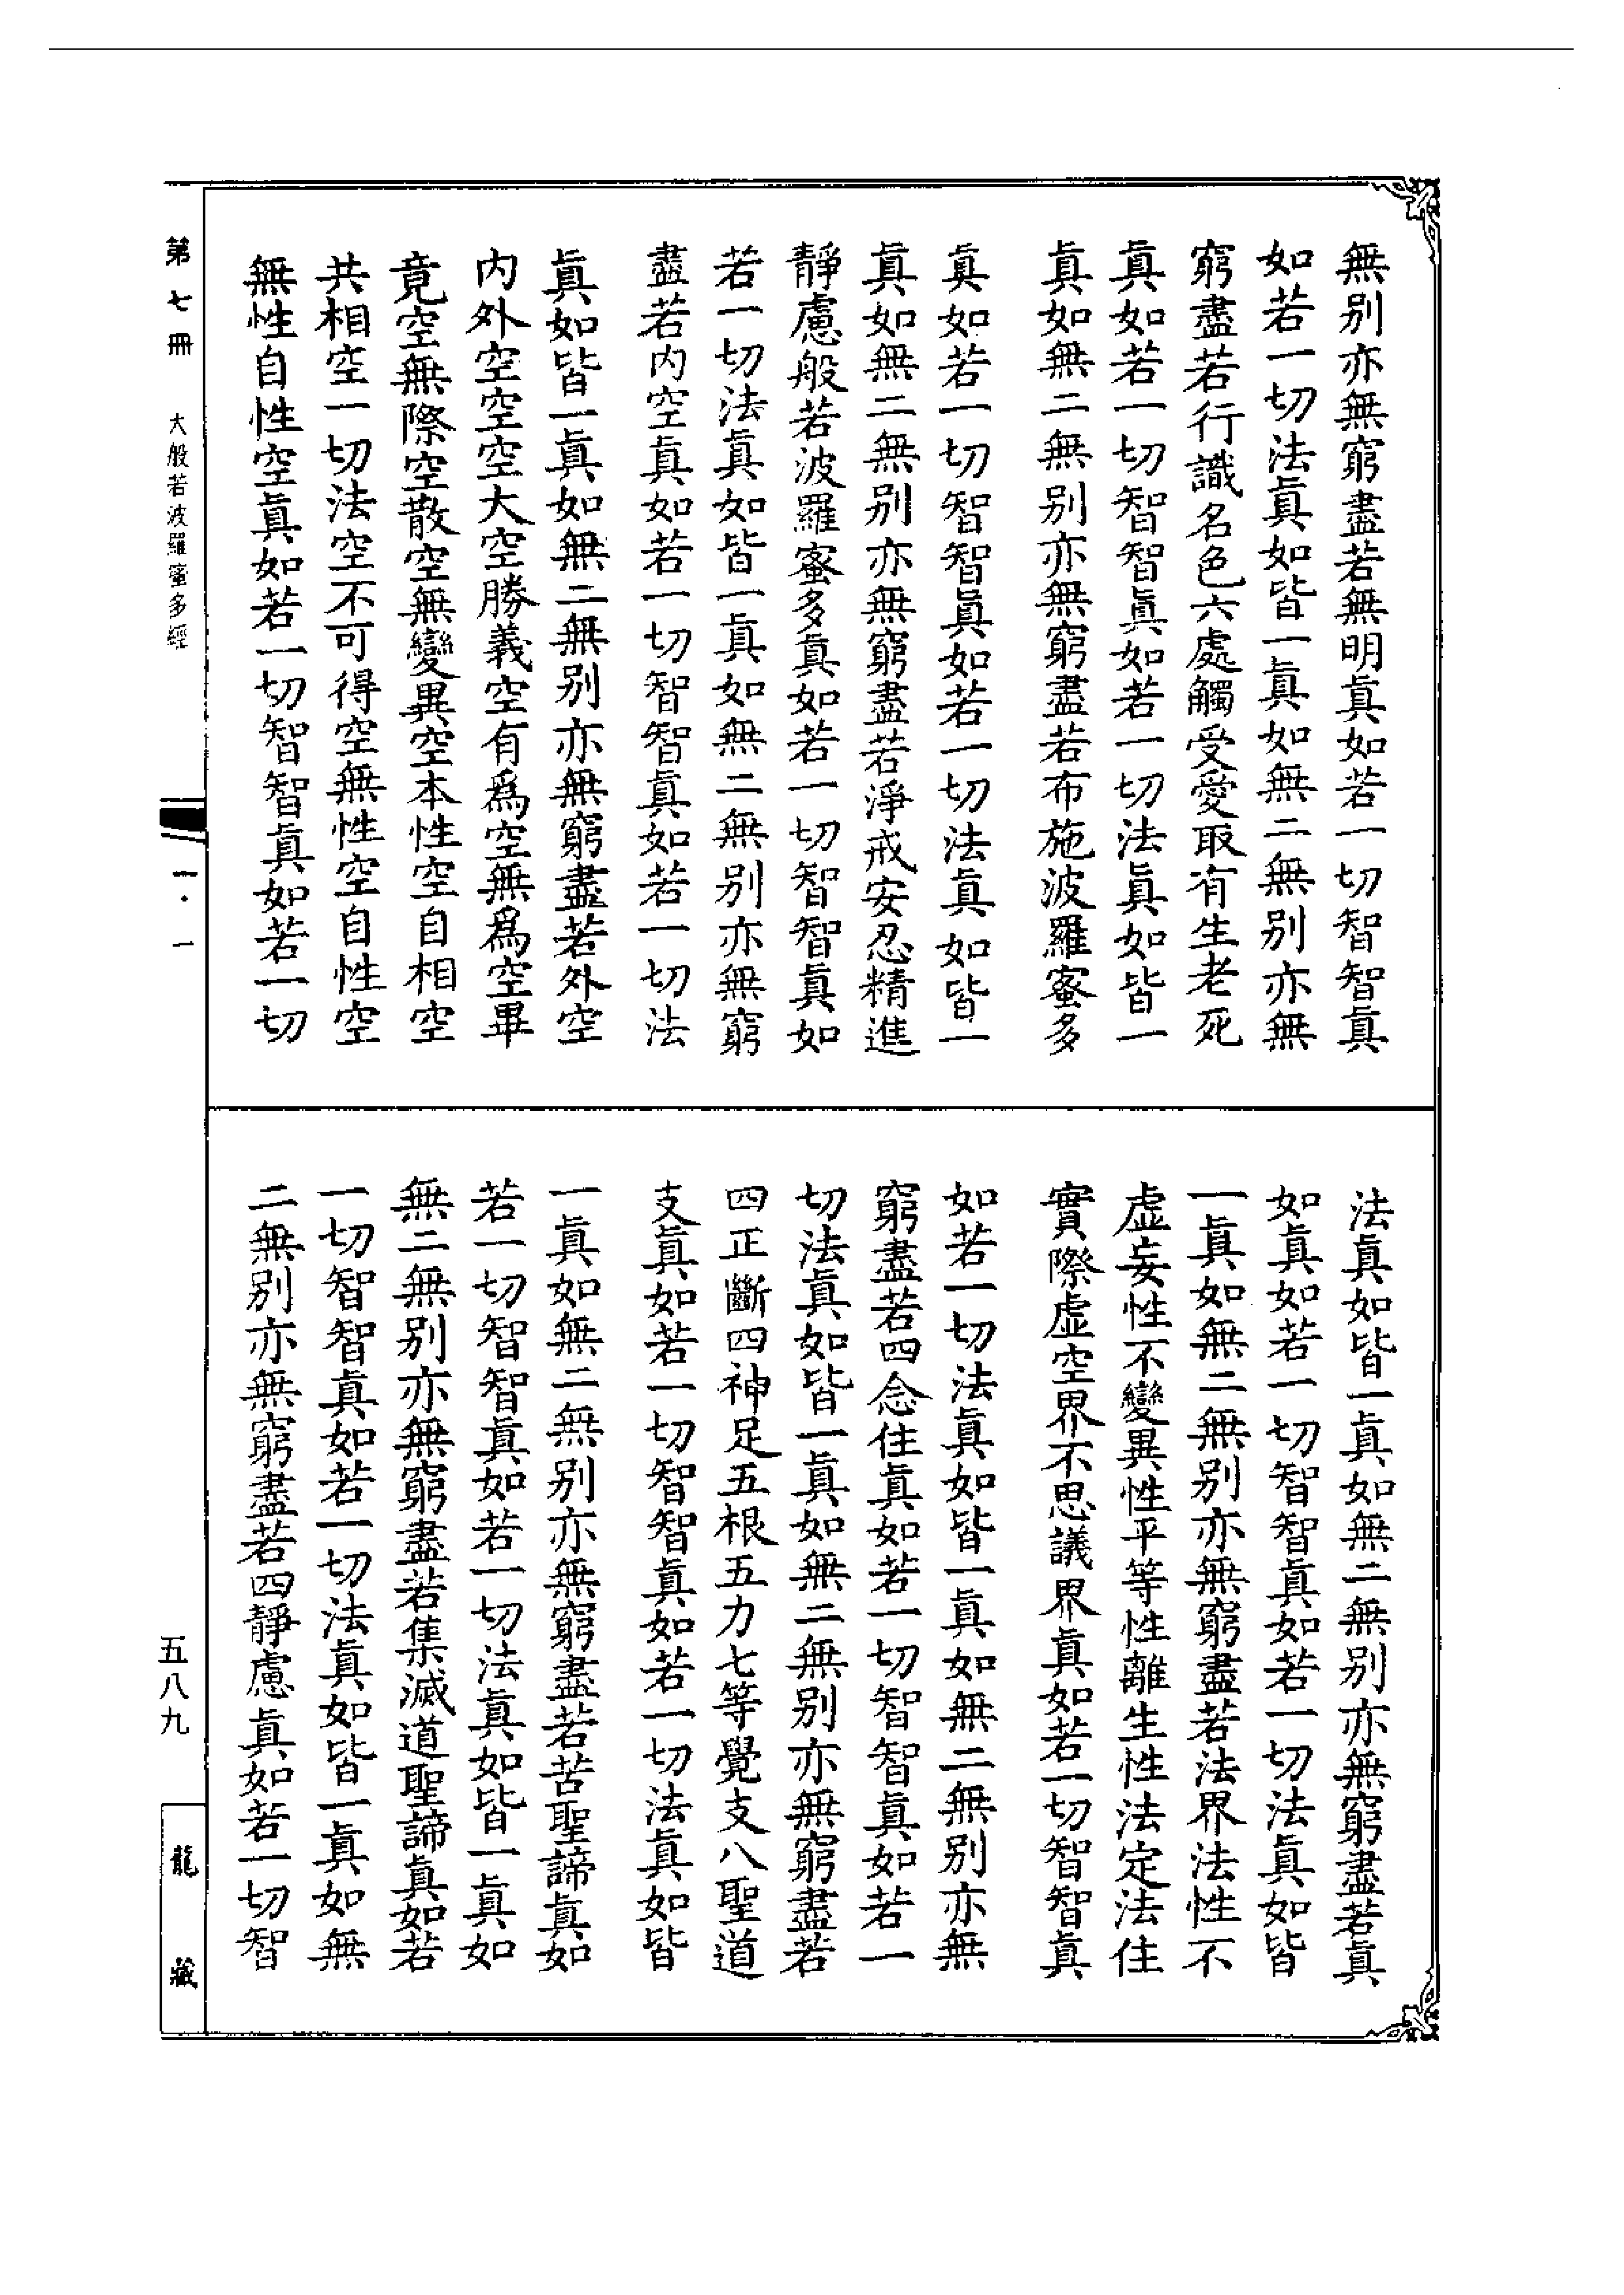 無別亦無窮盡若無明眞如若一切智智眞
如若一切法眞如皆一眞如無二無別亦無
窮盡若行識名色六處觸受愛取有生老死
眞如若一切智智眞如若一切法眞如皆一
眞如無二無別亦無窮盡若布施波羅蜜多
眞如若一切智智眞如若一切法眞如皆一
眞如無二無別亦無窮盡若淨戒安忍精進
靜慮般若波羅蜜多眞如若一切智智眞如
若一切法眞如皆一眞如無二無別亦無窮
盡若内空眞如若一切智智眞如若一切法
眞如皆一眞如無二無別亦無窮盡若外空
内外空空空大空勝義空有爲空無爲空畢
竟空無際空散空無變異空本性空自相空
共相空一切法空不可得空無性空自性空
無性自性空眞如若一切智智眞如若一切
法眞如皆一眞如無二無別亦無窮盡若眞
如眞如若一切智智眞如若一切法眞如皆
一眞如無二無別亦無窮盡若法界法性不
虛妄性不變異性平等性離生性法定法住
實際虛空界不思議界眞如若一切智智眞
如若一切法眞如皆一眞如無二無別亦無
窮盡若四念住眞如若一切智智眞如若一
切法眞如皆一眞如無二無別亦無窮盡若
四正斷四神足五根五力七等覺支八聖道
支眞如若一切智智眞如若一切法眞如皆
一眞如無二無別亦無窮盡若苦聖諦眞如
若一切智智眞如若一切法眞如皆一眞如
無二無別亦無窮盡若集滅道聖諦眞如若
一切智智眞如若一切法眞如皆一眞如無
二無別亦無窮盡若四靜慮眞如若一切智
第七冊 大般若波羅蜜多經 一·一 五八九 龍藏